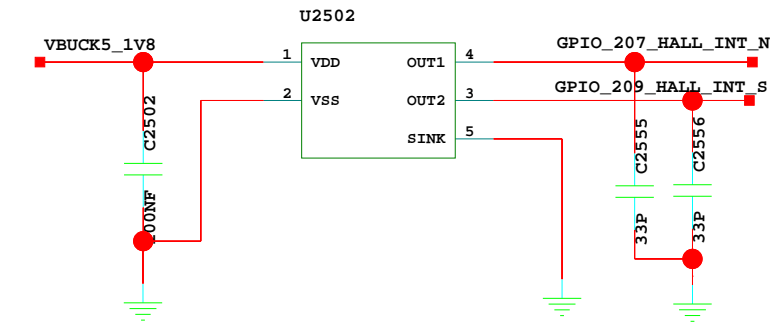 U2502
VBUCK5_1V8
GPIO_207_HALL_INT_N
1 VDD OUT1 4
GPIO_209_HALL_INT_S
2 VSS OUT2 3
SINK 5
C2502
100NF
C2555
33P
C2556
33P